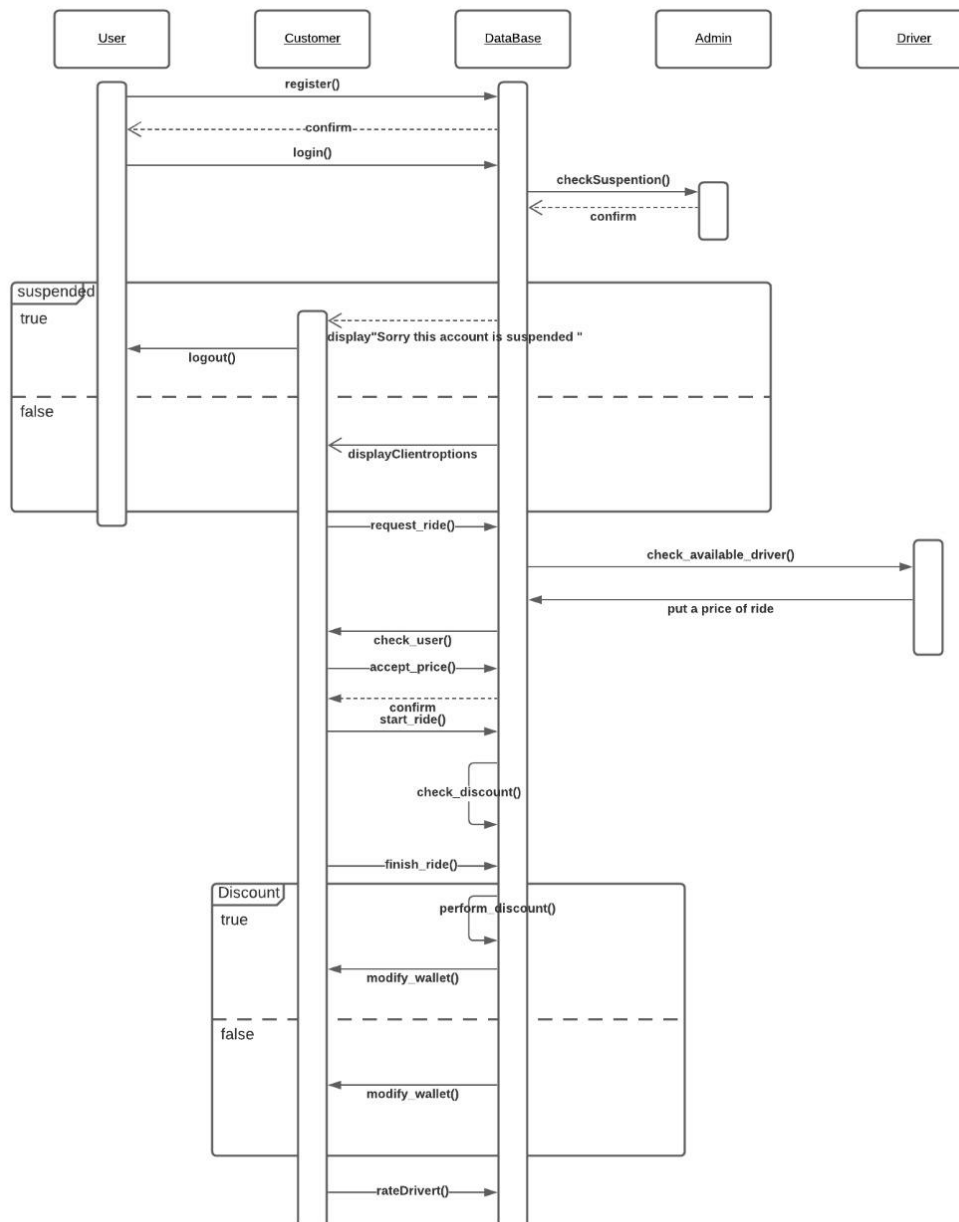 User
Customer
DataBase
Admin
Driver
register()
confirm
login()
checkSuspention()
confirm
suspended
true
display"Sorry this account is suspended "
logout()
false
displayClientroptions
request_ride()
check_available_driver()
put a price of ride
check_user()
accept_price()
confirm
start_ride()
check_discount()
finish_ride()
Discount
perform_discount()
true
modify_wallet()
false
modify_wallet()
rateDrivert()